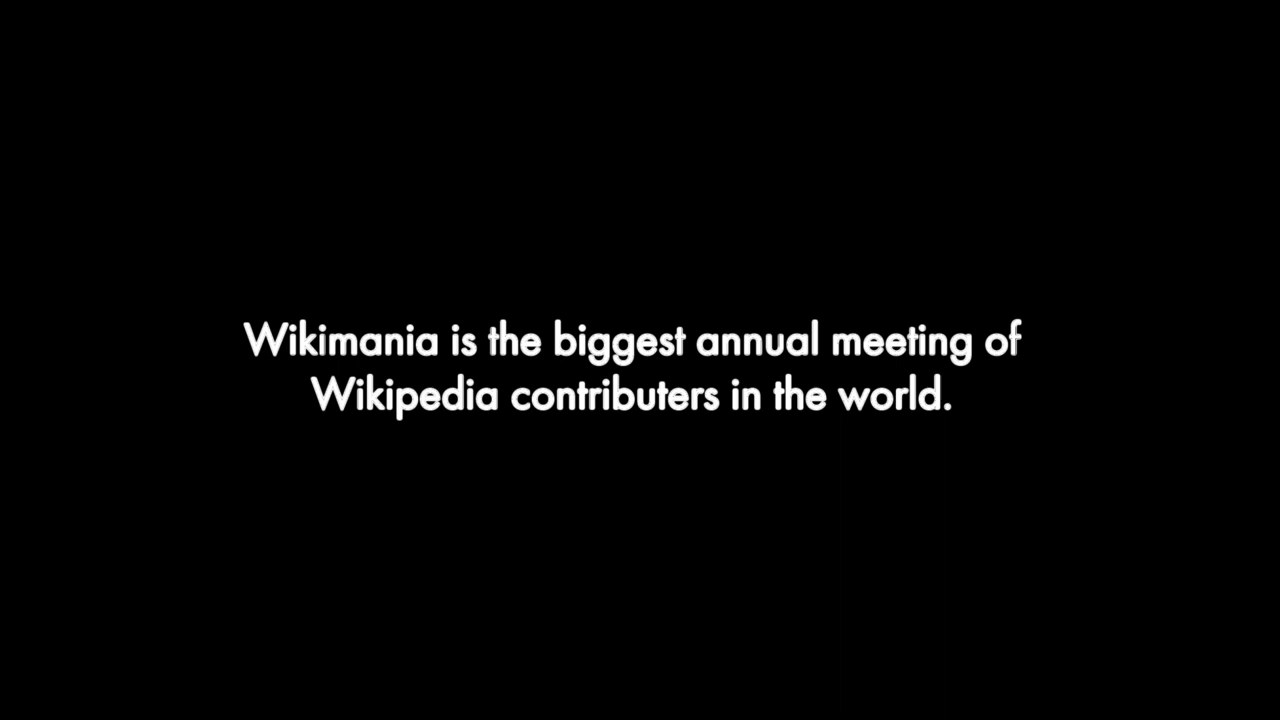 Wikimania is the biggest annual meeting of
Wikipedia contributers in the world.